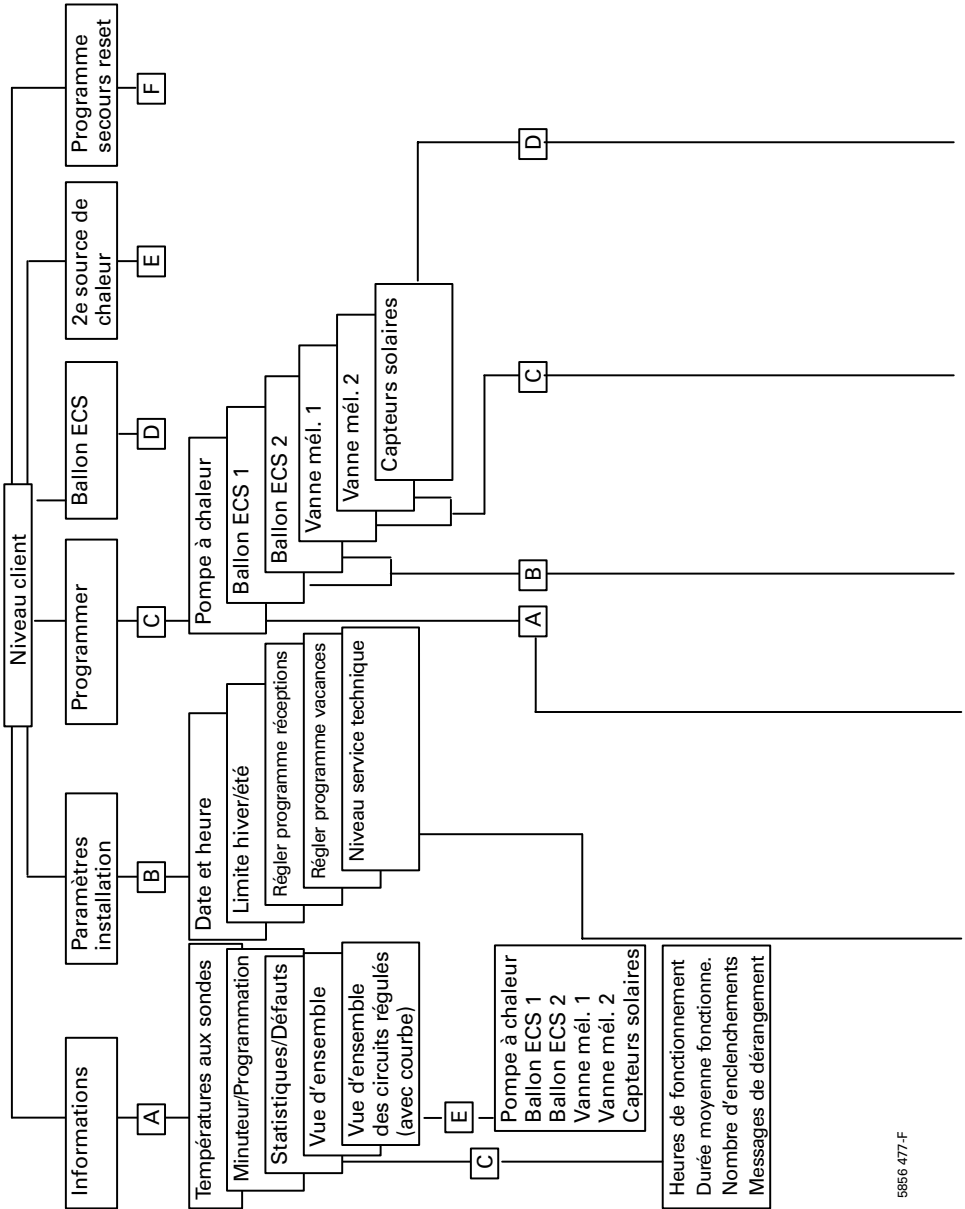 Niveau client
Informations
Paramètres
installation
Programmer
Ballon ECS
2e source de
chaleur
Programme
secours reset
A
B
C
D
E
F
Températures aux sondes
Minuteur/Programmation
Statistiques/Défauts
Vue d'ensemble
Vue d'ensemble
des circuits régulés
(avec courbe)
Date et heure
Limite hiver/été
Régler programme réceptions
Régler programme vacances
Niveau service technique
Pompe à chaleur
Ballon ECS 1
Ballon ECS 2
Vanne mél. 1
Vanne mél. 2
Capteurs solaires
C
E
A
B
C
D
Pompe à chaleur
Ballon ECS 1
Ballon ECS 2
Vanne mél. 1
Vanne mél. 2
Capteurs solaires
Heures de fonctionnement
Durée moyenne fonctionne.
Nombre d'enclenchements
Messages de dérangement
5856 477-F